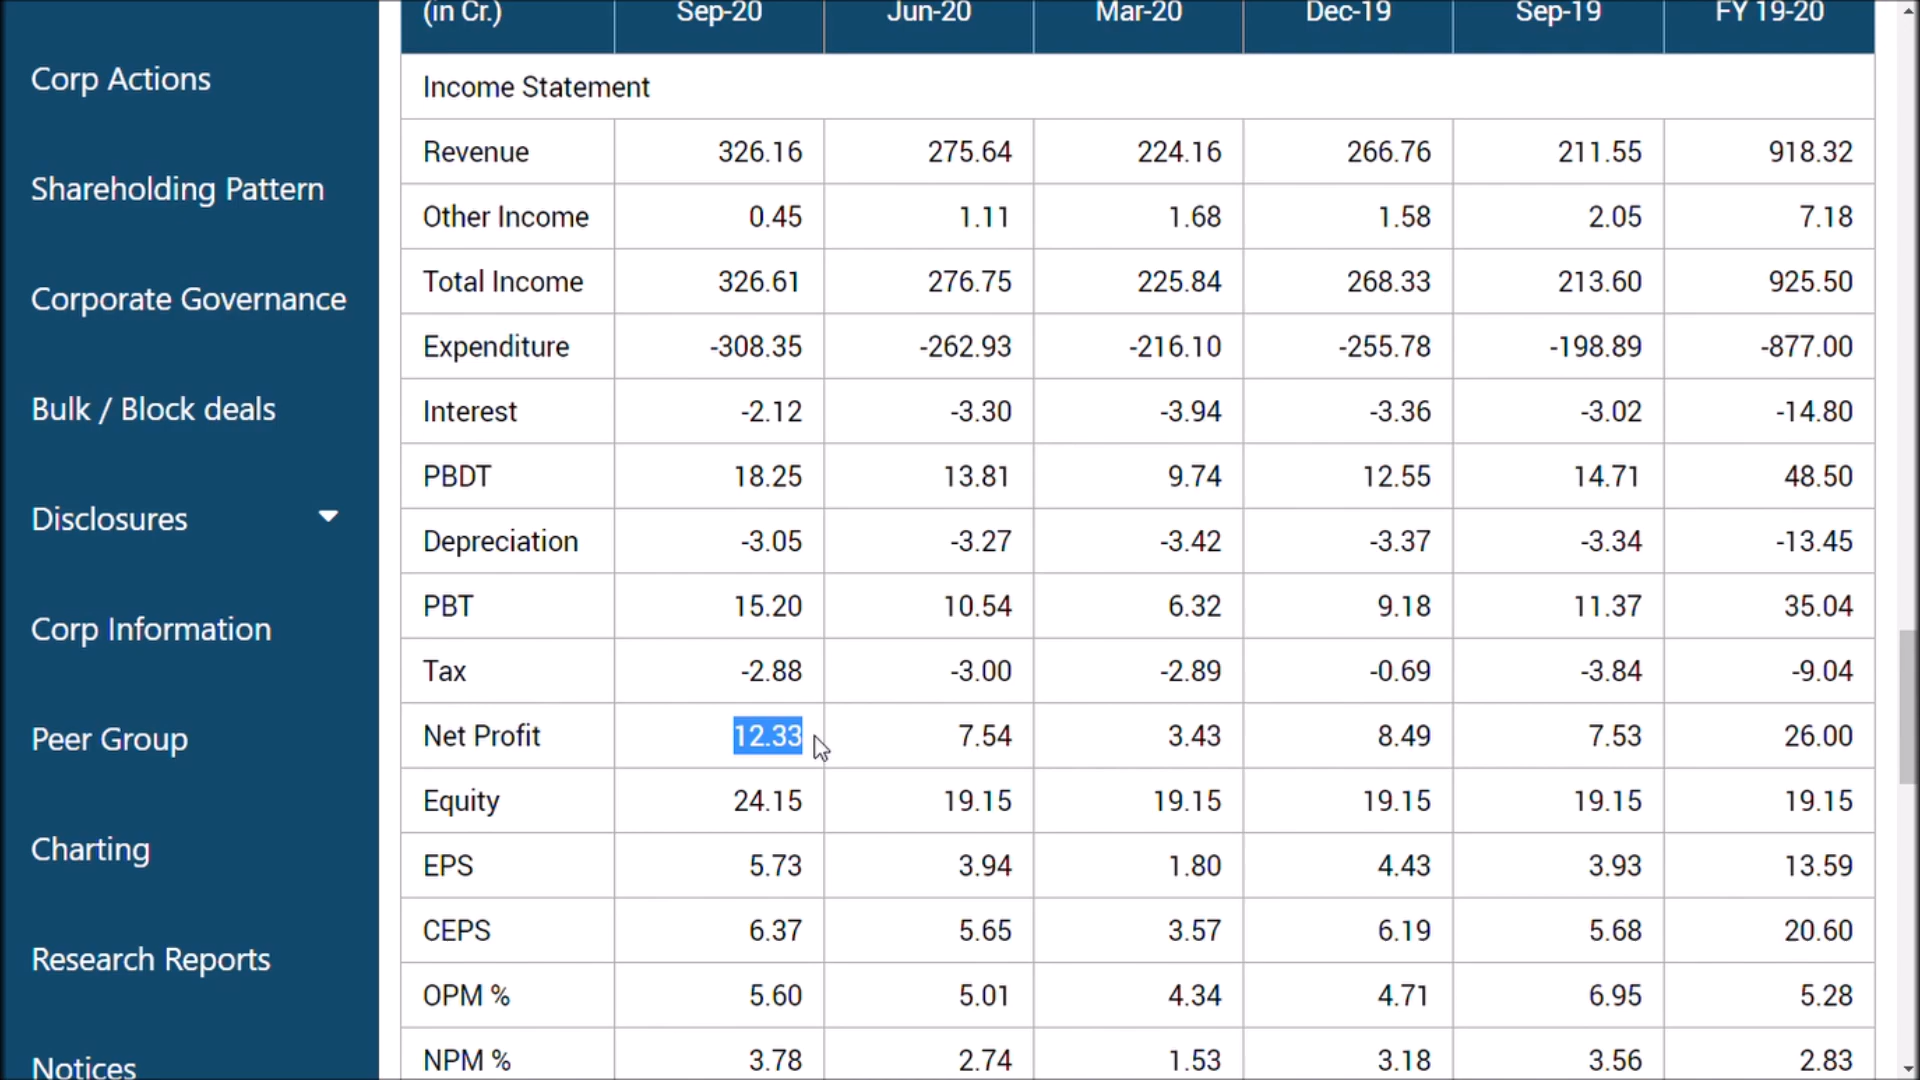 Corp Actions
Shareholding Pattern
Corporate Governance
Bulk / Block deals
Disclosures
Corp Information
Peer Group
Charting
Research Reports
Notices
(in Cr.) Sep-20 Jun-20 Mar-20 Dec-19 Sep-19 FY 19-20
Income Statement
Revenue 326.16 275.64 224.16 266.76 211.55 918.32
Other Income 0.45 1.11 1.68 1.58 2.05 7.18
Total Income 326.61 276.75 225.84 268.33 213.60 925.50
Expenditure -308.35 -262.93 -216.10 -255.78 -198.89 -877.00
Interest -2.12 -3.30 -3.94 -3.36 -3.02 -14.80
PBDT 18.25 13.81 9.74 12.55 14.71 48.50
Depreciation -3.05 -3.27 -3.42 -3.37 -3.34 -13.45
PBT 15.20 10.54 6.32 9.18 11.37 35.04
Tax -2.88 -3.00 -2.89 -0.69 -3.84 -9.04
Net Profit 12.33 7.54 3.43 8.49 7.53 26.00
Equity 24.15 19.15 19.15 19.15 19.15 19.15
EPS 5.73 3.94 1.80 4.43 3.93 13.59
CEPS 6.37 5.65 3.57 6.19 5.68 20.60
OPM % 5.60 5.01 4.34 4.71 6.95 5.28
NPM % 3.78 2.74 1.53 3.18 3.56 2.83